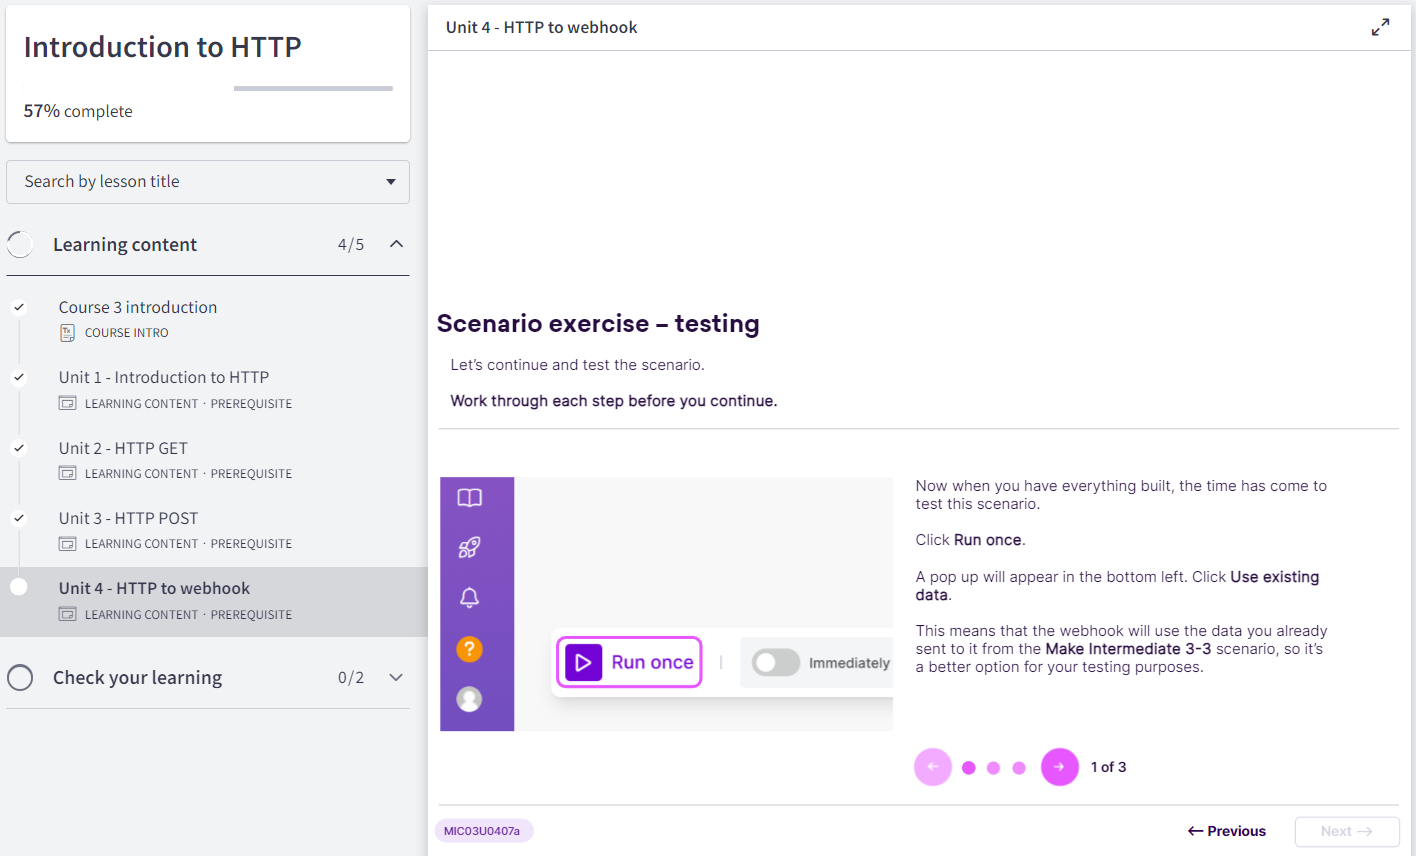 Introduction to HTTP
57% complete
Search by lesson title
Learning content 4/5
Course 3 introduction
COURSE INTRO
Unit 1 - Introduction to HTTP
LEARNING CONTENT · PREREQUISITE
Unit 2 - HTTP GET
LEARNING CONTENT · PREREQUISITE
Unit 3 - HTTP POST
LEARNING CONTENT · PREREQUISITE
Unit 4 - HTTP to webhook
LEARNING CONTENT · PREREQUISITE
Check your learning 0/2
Unit 4 - HTTP to webhook
Scenario exercise – testing
Let's continue and test the scenario.
Work through each step before you continue.
?
Run once
Immediately
Now when you have everything built, the time has come to
test this scenario.
Click Run once.
A pop up will appear in the bottom left. Click Use existing
data.
This means that the webhook will use the data you already
sent to it from the Make Intermediate 3-3 scenario, so it's
a better option for your testing purposes.
← → 1 of 3
MIC03U0407a
← Previous Next →